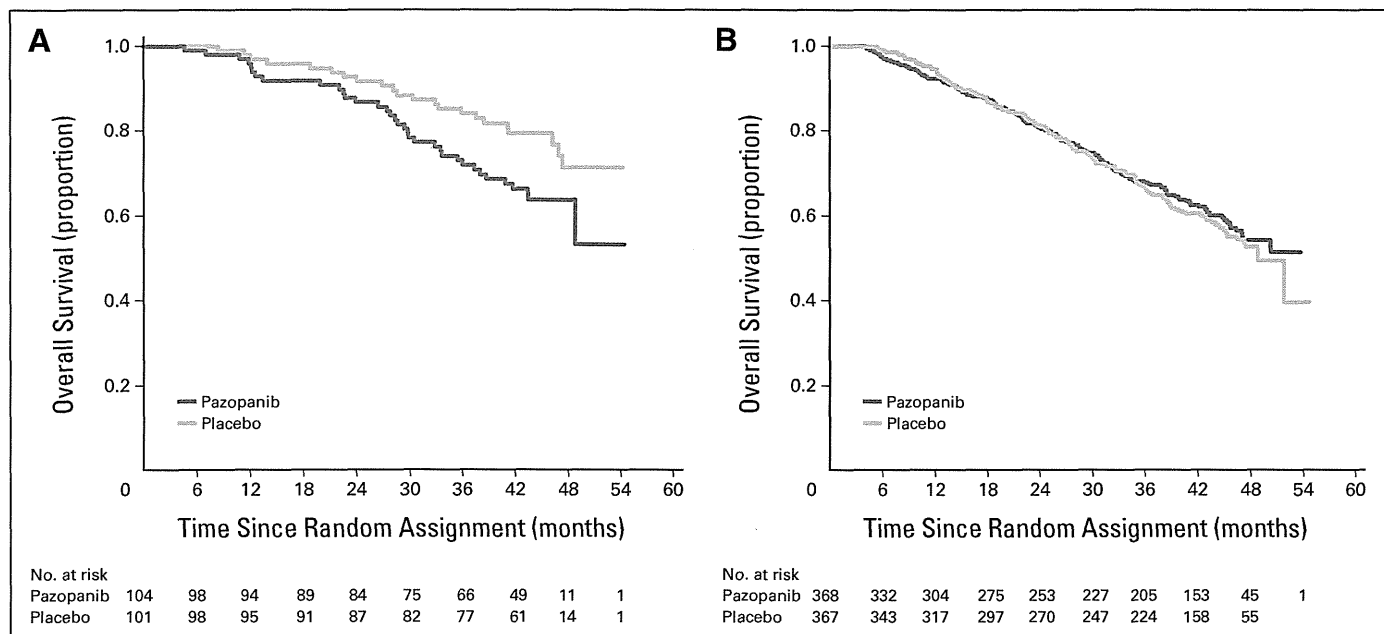 A
Overall Survival (proportion)
1.0
0.8
0.6
0.4
0.2
Pazopanib
Placebo
0 6 12 18 24 30 36 42 48 54 60
Time Since Random Assignment (months)
No. at risk
Pazopanib 104 98 94 89 84 75 66 49 11 1
Placebo 101 98 95 91 87 82 77 61 14 1
B
Overall Survival (proportion)
1.0
0.8
0.6
0.4
0.2
Pazopanib
Placebo
0 6 12 18 24 30 36 42 48 54 60
Time Since Random Assignment (months)
No. at risk
Pazopanib 368 332 304 275 253 227 205 153 45 1
Placebo 367 343 317 297 270 247 224 158 55